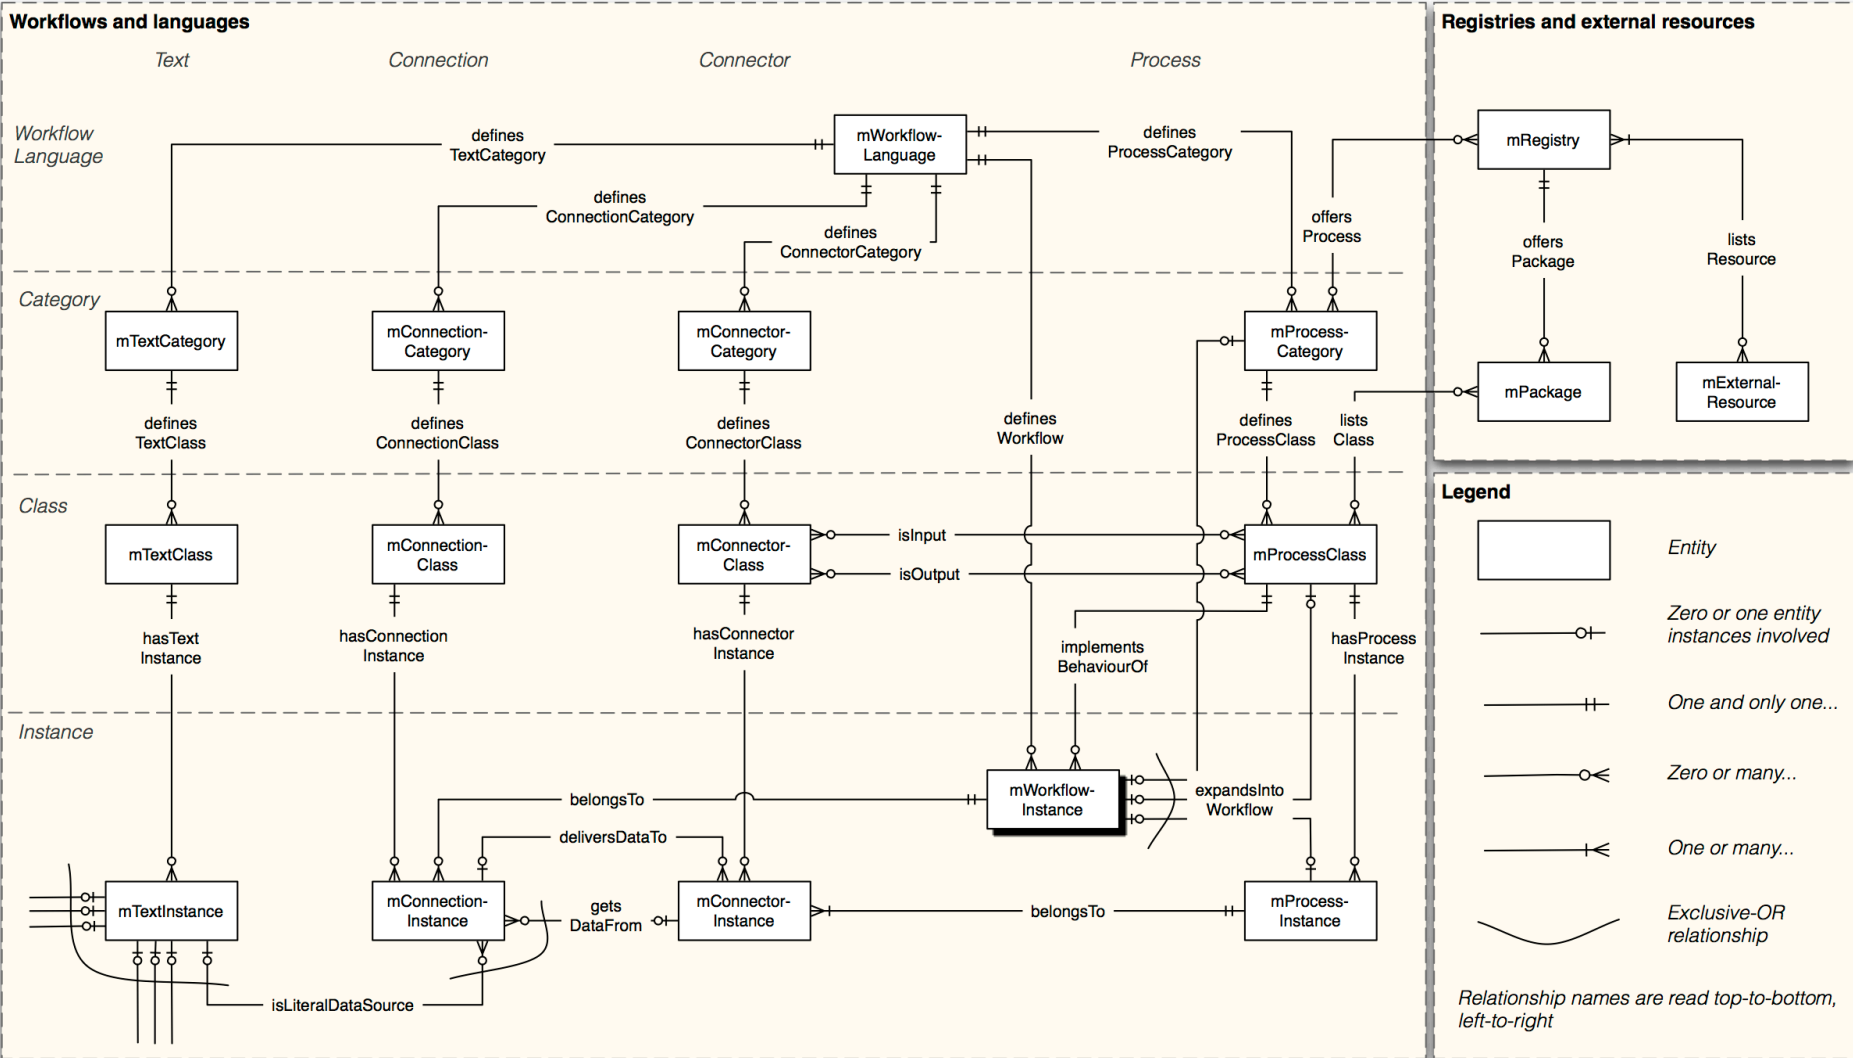 Workflows and languages
Registries and external resources
Text
Connection
Connector
Process
Workflow
Language
mWorkflow-
Language
defines
TextCategory
defines
ProcessCategory
mRegistry
defines
ConnectionCategory
defines
ConnectorCategory
offers
Process
offers
Package
lists
Resource
Category
mTextCategory
mConnection-
Category
mConnector-
Category
mProcess-
Category
mPackage
mExternal-
Resource
defines
TextClass
defines
ConnectionClass
defines
ConnectorClass
defines
Workflow
defines
ProcessClass
lists
Class
Class
mTextClass
mConnection-
Class
mConnector-
Class
isInput
isOutput
mProcessClass
hasText
Instance
hasConnection
Instance
hasConnector
Instance
implements
BehaviourOf
hasProcess
Instance
Instance
mWorkflow-
Instance
expandsInto
Workflow
belongsTo
deliversDataTo
mTextInstance
mConnection-
Instance
gets
DataFrom
mConnector-
Instance
belongsTo
mProcess-
Instance
isLiteralDataSource
Legend
Entity
Zero or one entity
instances involved
One and only one...
Zero or many...
One or many...
Exclusive-OR
relationship
Relationship names are read top-to-bottom,
left-to-right